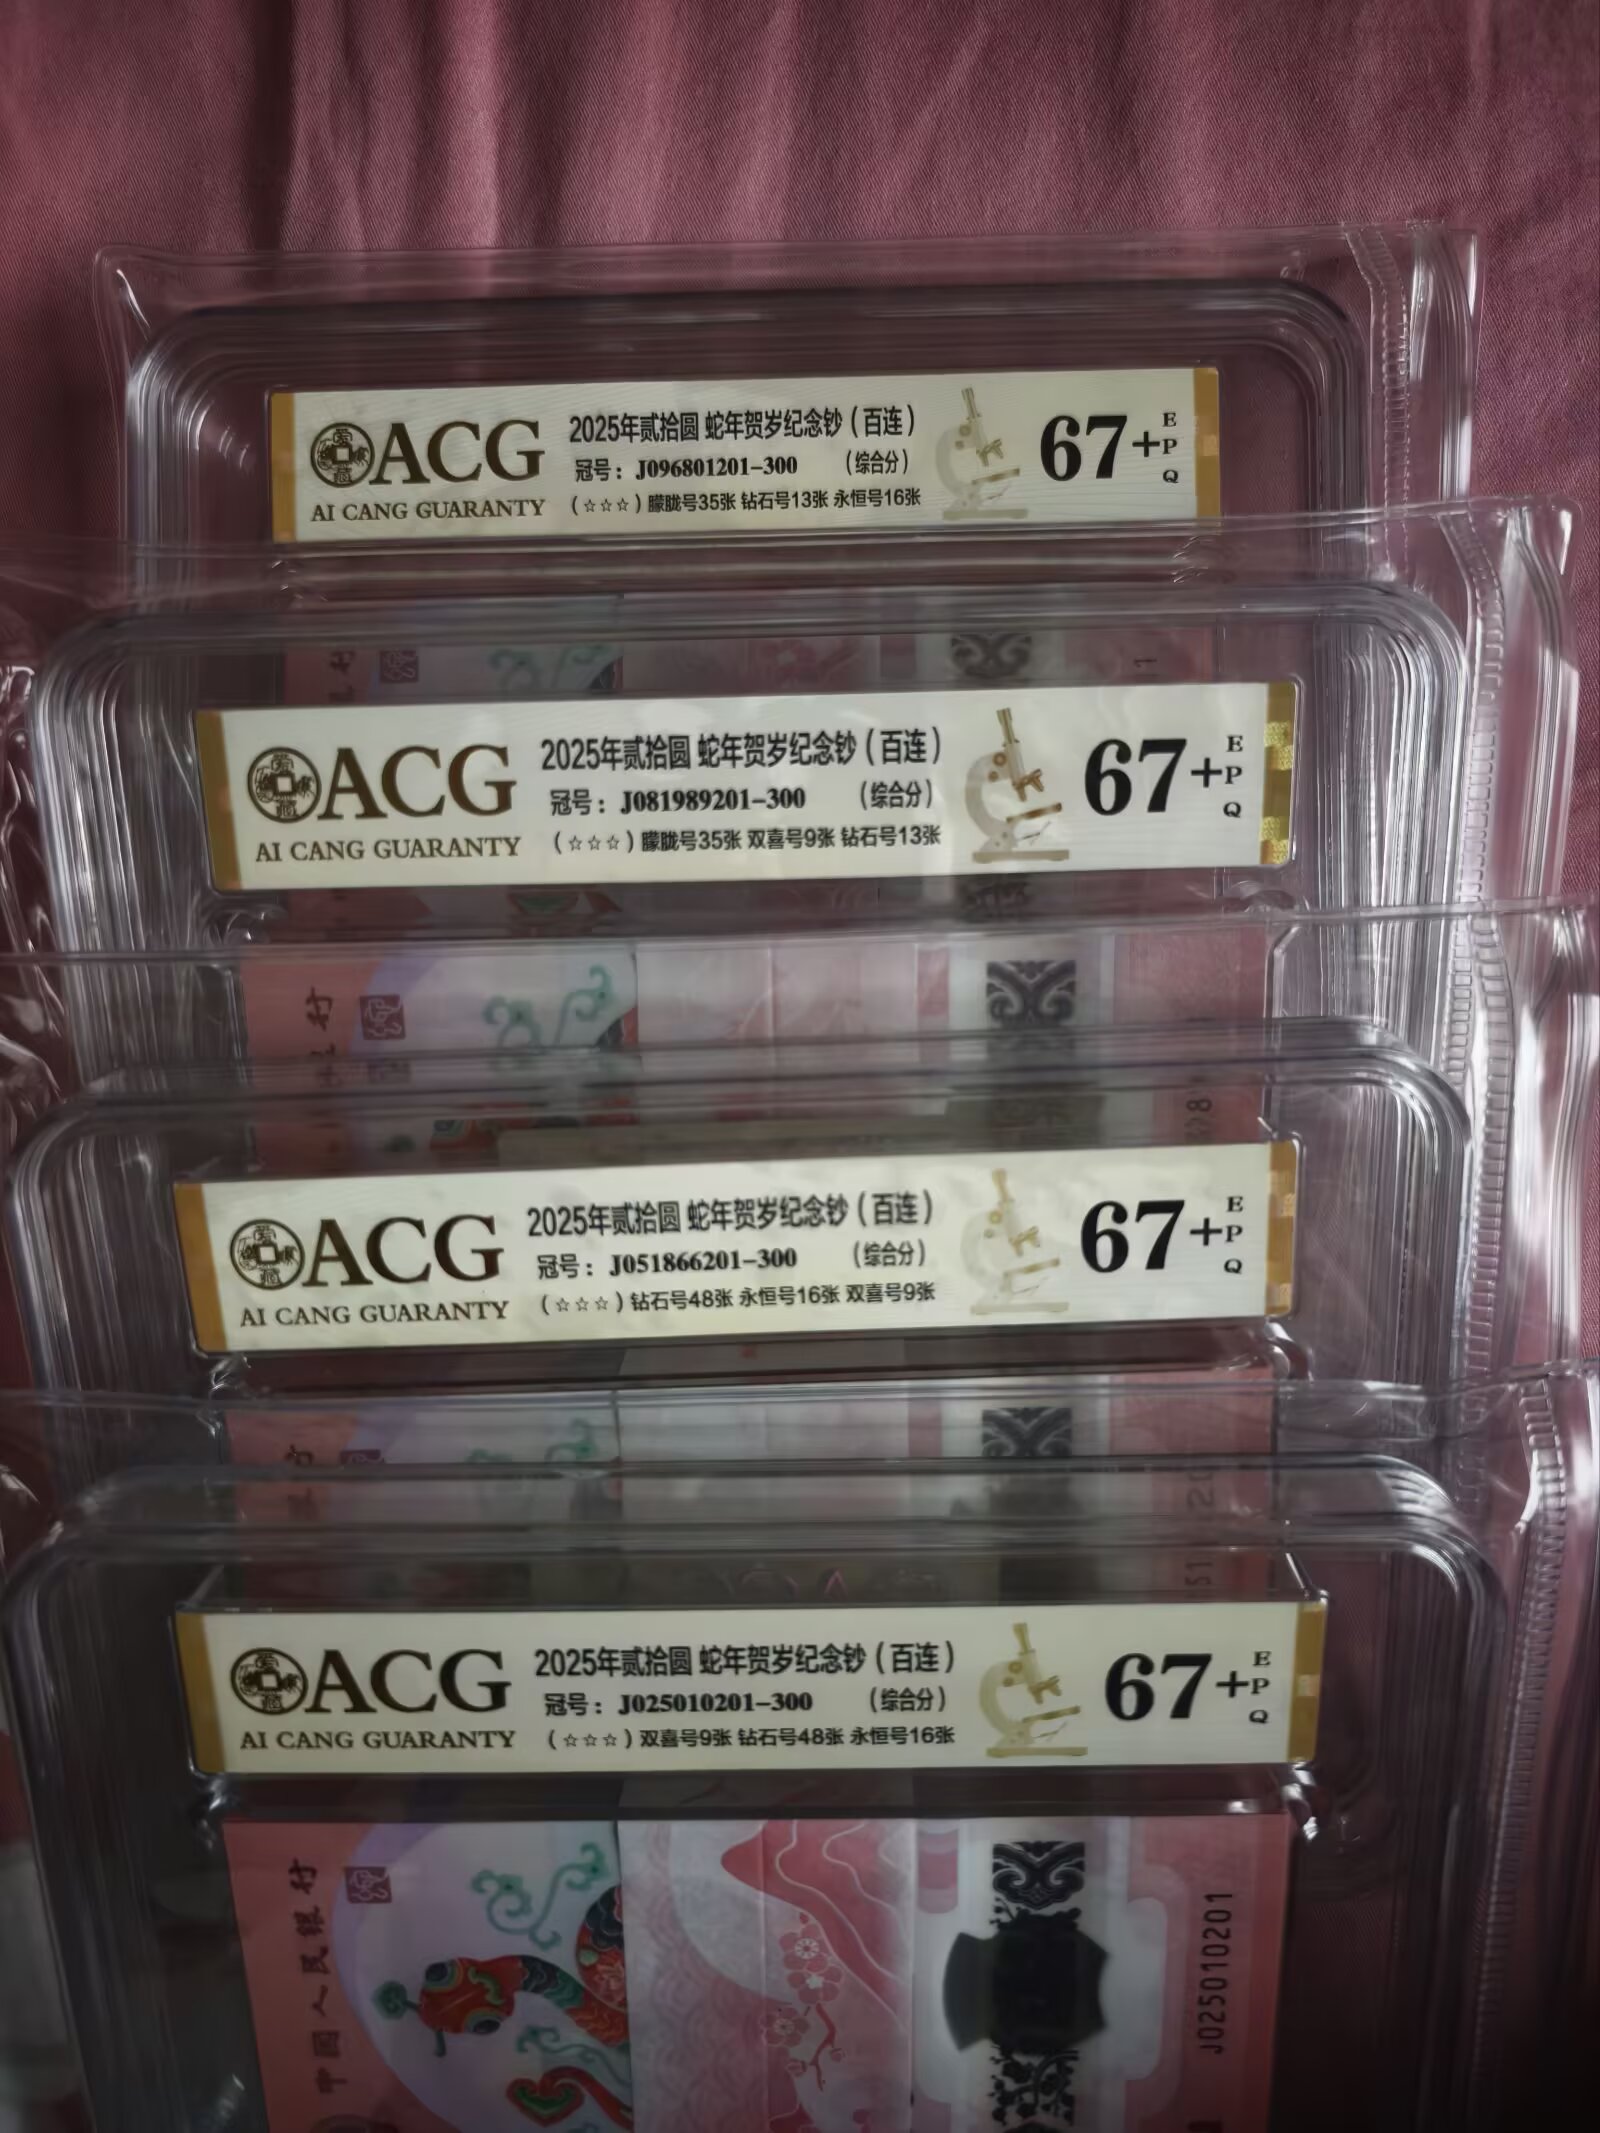 ACG
AI CANG GUARANTY
2025年贰拾圆 蛇年贺岁纪念钞（百连）
冠号：J096801201-300 （综合分）
（☆☆☆）朦胧号35张 钻石号13张 永恒号16张
67+
E
P
Q
行
1
ACG
AI CANG GUARANTY
2025年贰拾圆 蛇年贺岁纪念钞（百连）
冠号：J081989201-300 （综合分）
（☆☆☆）朦胧号35张 双喜号9张 钻石号13张
67+
E
P
Q
行
8
ACG
AI CANG GUARANTY
2025年贰拾圆 蛇年贺岁纪念钞（百连）
冠号：J051866201-300 （综合分）
（☆☆☆）钻石号48张 永恒号16张 双喜号9张
67+
E
P
Q
ACG
AI CANG GUARANTY
2025年贰拾圆 蛇年贺岁纪念钞（百连）
冠号：J025010201-300 （综合分）
（☆☆☆）双喜号9张 钻石号48张 永恒号16张
67+
E
P
Q
中國人民銀行
J025010201